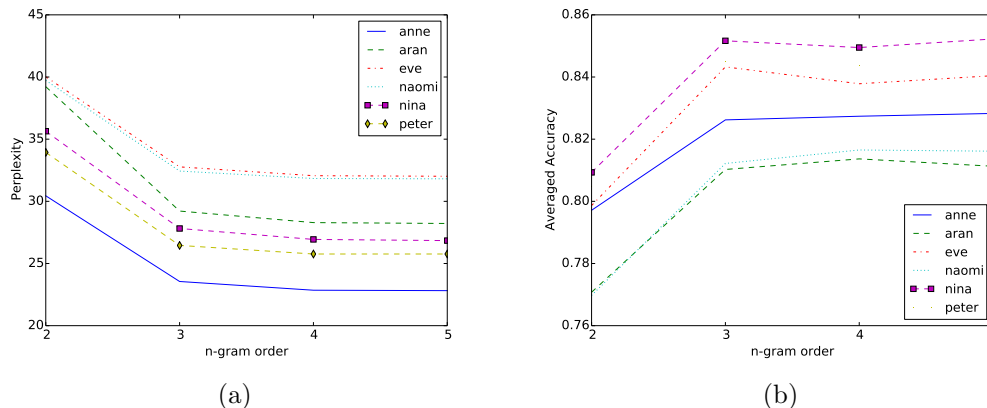 45
40
35
30
25
20
Perplexity
2
3
4
5
n-gram order
anne
aran
eve
naomi
nina
peter
(a)
0.86
0.84
0.82
0.80
0.78
0.76
Averaged Accuracy
2
3
4
n-gram order
anne
aran
eve
naomi
nina
peter
(b)